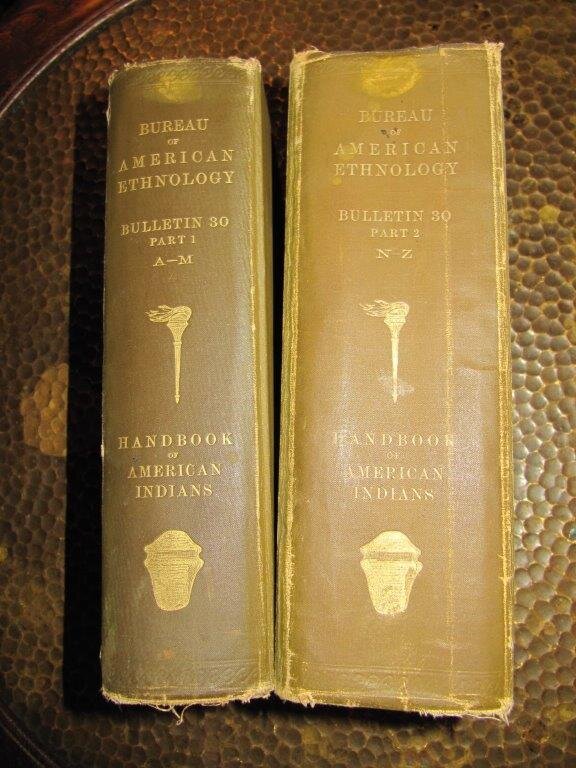 BUREAU
OF
AMERICAN
ETHNOLOGY
BULLETIN 30
PART 1
A–M
HANDBOOK
OF
AMERICAN
INDIANS
BUREAU
OF
AMERICAN
ETHNOLOGY
BULLETIN 30
PART 2
N–Z
HANDBOOK
OF
AMERICAN
INDIANS